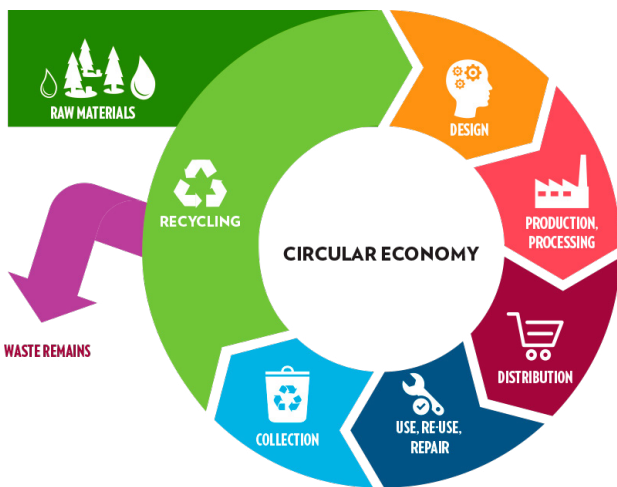 RAW MATERIALS
DESIGN
RECYCLING
PRODUCTION,
PROCESSING
CIRCULAR ECONOMY
WASTE REMAINS
DISTRIBUTION
USE, RE-USE,
REPAIR
COLLECTION